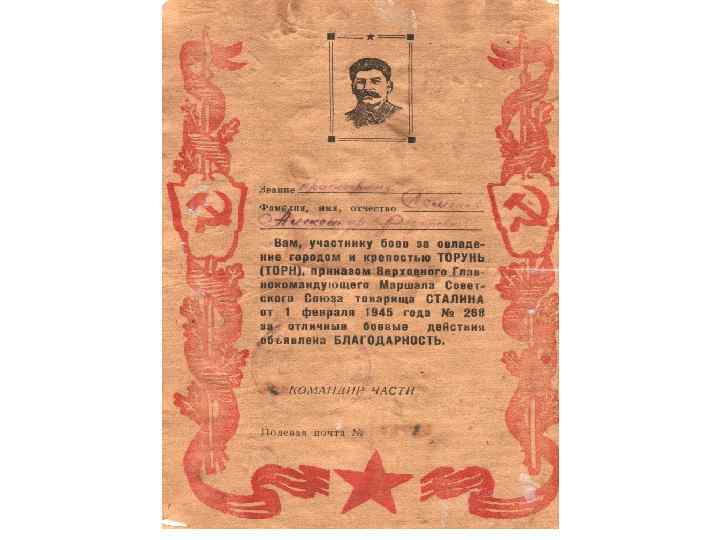 Звание красноармеец
Фамилия, имя, отчество
Александр
Вам, участнику боев за овладе-
ние городом и крепостью ТОРУНЬ
(ТОРН), приказом Верховного Глав-
нокомандующего Маршала Совет-
ского Союза товарища СТАЛИНА
от 1 февраля 1945 года № 268
за отличные боевые действия
объявлена БЛАГОДАРНОСТЬ.
КОМАНДИР ЧАСТИ
Полевая почта №